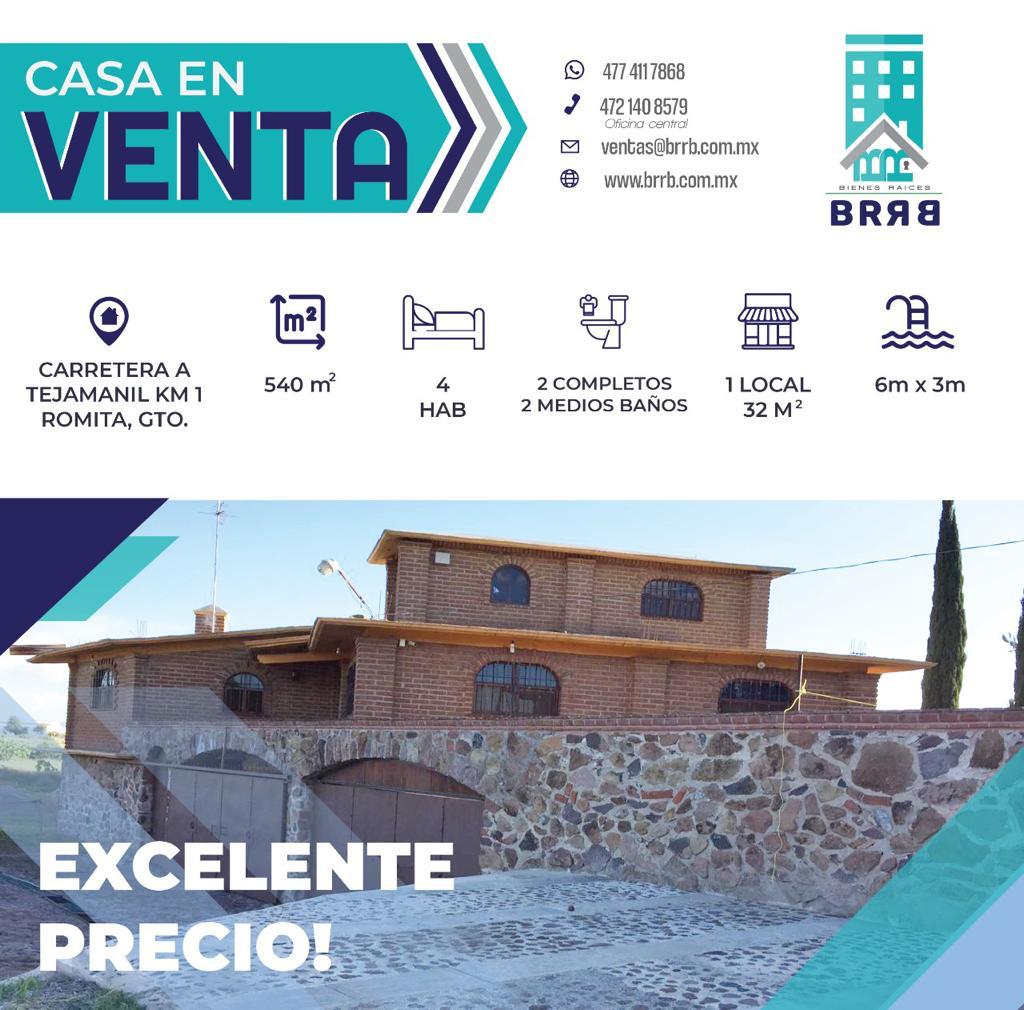 CASA EN
VENTA
477 411 7868
472 140 8579
Oficina central
ventas@brrb.com.mx
www.brrb.com.mx
BIENES RAICES
BRЯB
m²
CARRETERA A
TEJAMANIL KM 1
ROMITA, GTO.
540 m²
4
HAB
2 COMPLETOS
2 MEDIOS BAÑOS
1 LOCAL
32 M²
6m x 3m
EXCELENTE
PRECIO!